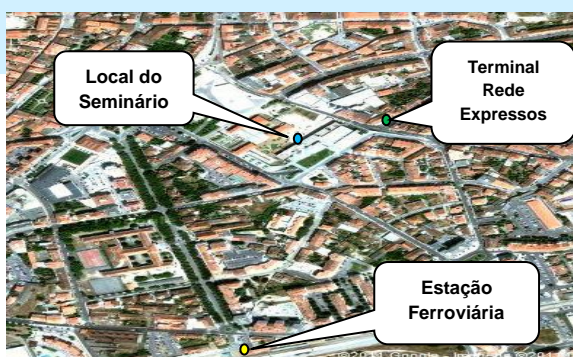 Local do
Seminário
Terminal
Rede
Expressos
Estação
Ferroviária
©2011 Google